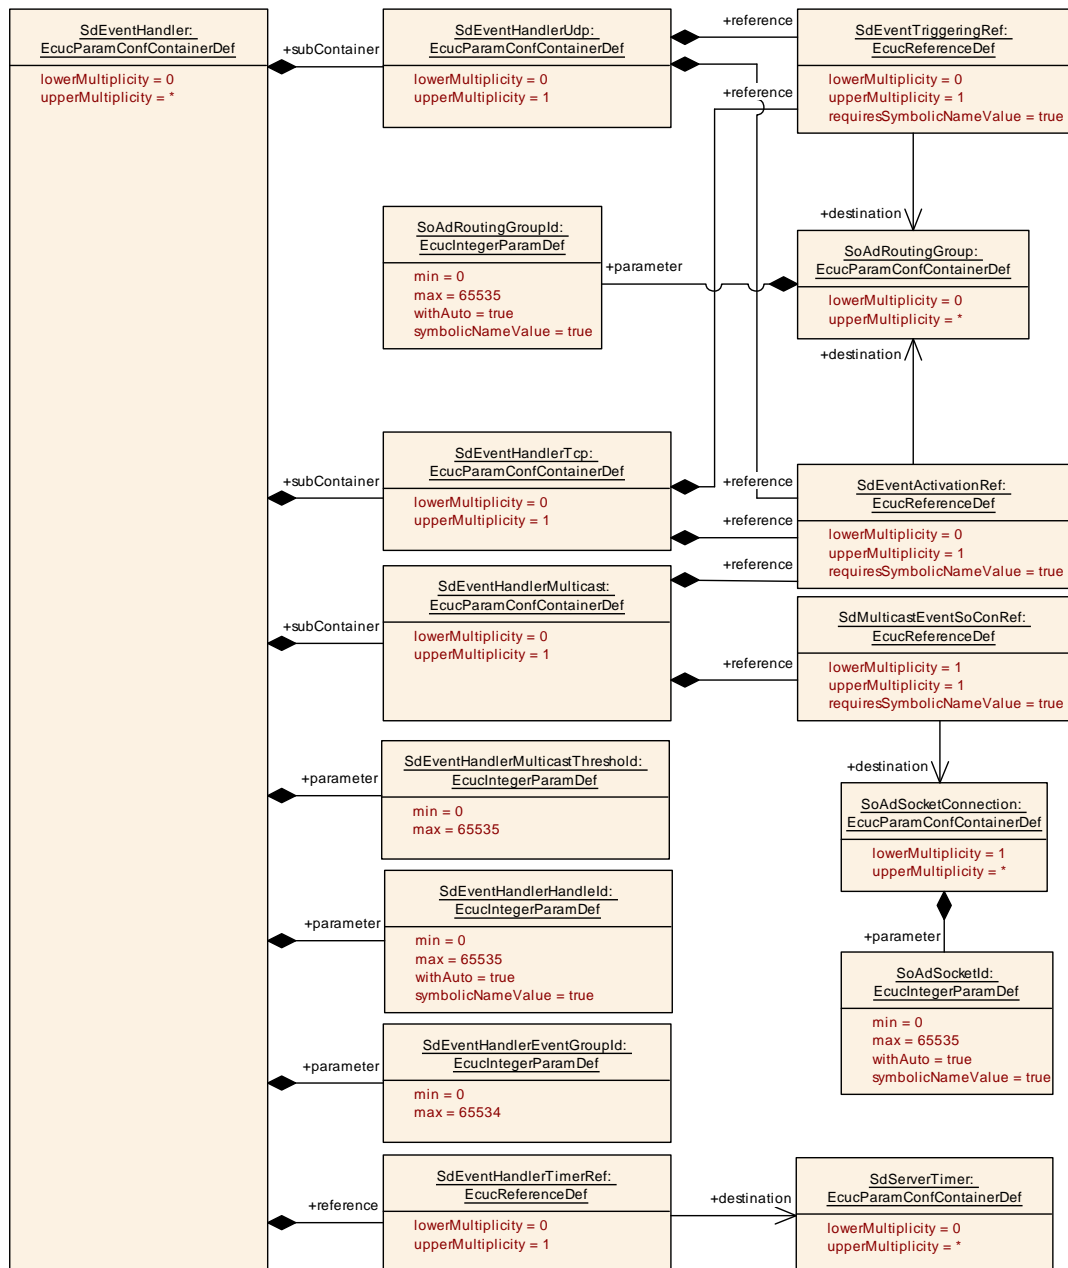 SdEventHandler:
EcucParamConfContainerDef
lowerMultiplicity = 0
upperMultiplicity = *
+subContainer
SdEventHandlerUdp:
EcucParamConfContainerDef
lowerMultiplicity = 0
upperMultiplicity = 1
+reference
SdEventTriggeringRef:
EcucReferenceDef
lowerMultiplicity = 0
upperMultiplicity = 1
requiresSymbolicNameValue = true
+reference
+destination
SoAdRoutingGroupId:
EcucIntegerParamDef
min = 0
max = 65535
withAuto = true
symbolicNameValue = true
+parameter
SoAdRoutingGroup:
EcucParamConfContainerDef
lowerMultiplicity = 0
upperMultiplicity = *
+destination
+subContainer
SdEventHandlerTcp:
EcucParamConfContainerDef
lowerMultiplicity = 0
upperMultiplicity = 1
+reference
+reference
SdEventActivationRef:
EcucReferenceDef
lowerMultiplicity = 0
upperMultiplicity = 1
requiresSymbolicNameValue = true
+reference
+subContainer
SdEventHandlerMulticast:
EcucParamConfContainerDef
lowerMultiplicity = 0
upperMultiplicity = 1
+reference
SdMulticastEventSoConRef:
EcucReferenceDef
lowerMultiplicity = 1
upperMultiplicity = 1
requiresSymbolicNameValue = true
+destination
+parameter
SdEventHandlerMulticastThreshold:
EcucIntegerParamDef
min = 0
max = 65535
SoAdSocketConnection:
EcucParamConfContainerDef
lowerMultiplicity = 1
upperMultiplicity = *
+parameter
+parameter
SdEventHandlerHandleId:
EcucIntegerParamDef
min = 0
max = 65535
withAuto = true
symbolicNameValue = true
SoAdSocketId:
EcucIntegerParamDef
min = 0
max = 65535
withAuto = true
symbolicNameValue = true
+parameter
SdEventHandlerEventGroupId:
EcucIntegerParamDef
min = 0
max = 65534
+reference
SdEventHandlerTimerRef:
EcucReferenceDef
lowerMultiplicity = 0
upperMultiplicity = 1
+destination
SdServerTimer:
EcucParamConfContainerDef
lowerMultiplicity = 0
upperMultiplicity = *